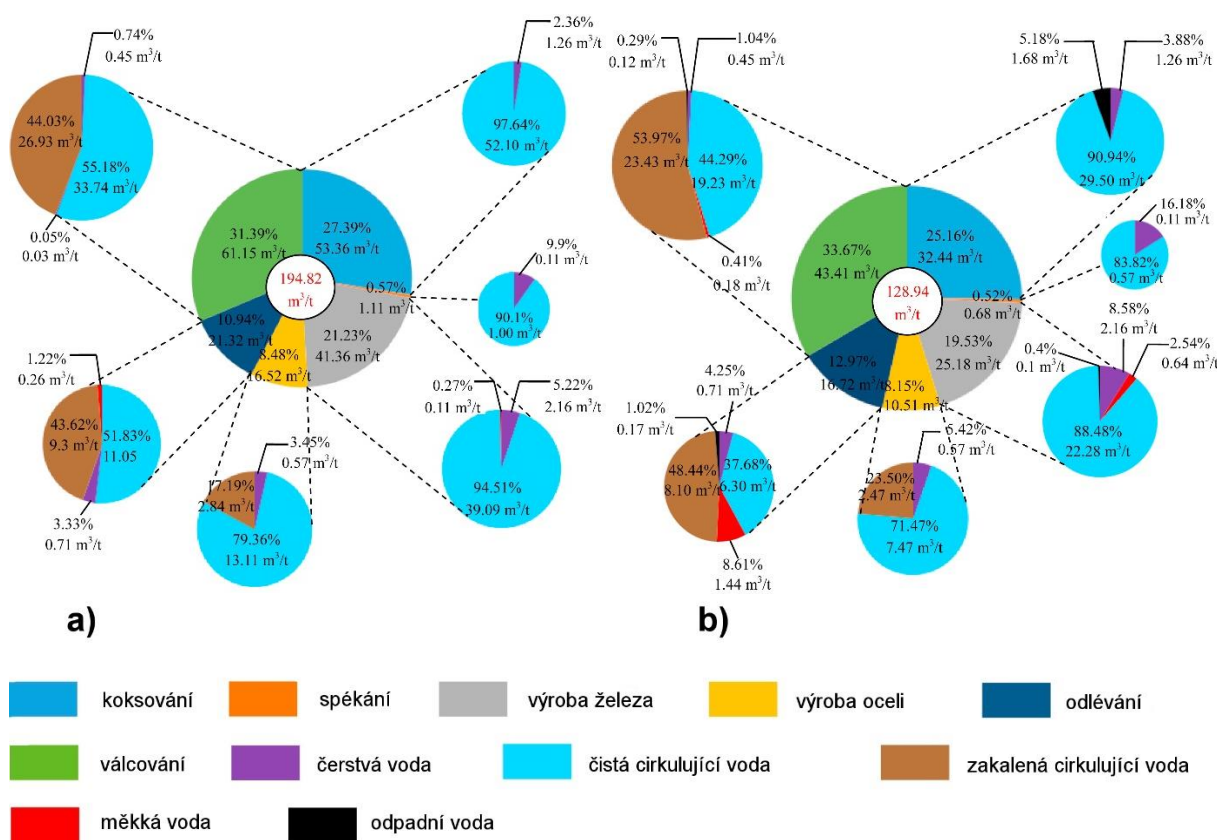 0.74%
0.45 m³/t
44.03%
26.93 m³/t
55.18%
33.74 m³/t
0.05%
0.03 m³/t
2.36%
1.26 m³/t
97.64%
52.10 m³/t
31.39%
61.15 m³/t
27.39%
53.36 m³/t
194.82
m³/t
0.57%
1.11 m³/t
10.94%
21.32 m³/t
8.48%
16.52 m³/t
21.23%
41.36 m³/t
9.9%
0.11 m³/t
90.1%
1.00 m³/t
1.22%
0.26 m³/t
43.62%
9.3 m³/t
51.83%
11.05
3.33%
0.71 m³/t
3.45%
0.57 m³/t
17.19%
2.84 m³/t
79.36%
13.11 m³/t
0.27%
0.11 m³/t
5.22%
2.16 m³/t
94.51%
39.09 m³/t
a)
0.29%
0.12 m³/t
1.04%
0.45 m³/t
53.97%
23.43 m³/t
44.29%
19.23 m³/t
0.41%
0.18 m³/t
5.18%
1.68 m³/t
3.88%
1.26 m³/t
90.94%
29.50 m³/t
33.67%
43.41 m³/t
25.16%
32.44 m³/t
128.94
m³/t
0.52%
0.68 m³/t
12.97%
16.72 m³/t
8.15%
10.51 m³/t
19.53%
25.18 m³/t
16.18%
0.11 m³/t
83.82%
0.57 m³/t
8.58%
2.16 m³/t
2.54%
0.64 m³/t
0.4%
0.1 m³/t
88.48%
22.28 m³/t
4.25%
0.71 m³/t
1.02%
0.17 m³/t
48.44%
8.10 m³/t
37.68%
6.30 m³/t
8.61%
1.44 m³/t
5.42%
0.57 m³/t
23.50%
2.47 m³/t
71.47%
7.47 m³/t
b)
koksování spékání výroba železa výroba oceli odlévání
válcování čerstvá voda čistá cirkulující voda zakalená cirkulující voda
měkká voda odpadní voda